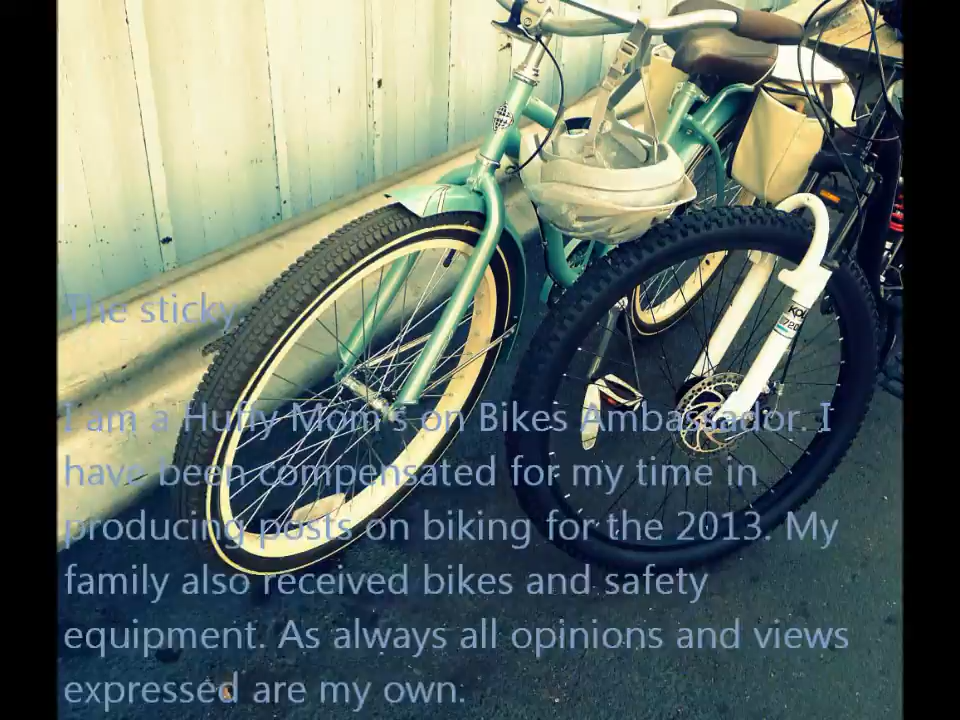 The sticky.
I am a Huffy Mom's on Bikes Ambassador. I
have been compensated for my time in
producing posts on biking for the 2013. My
family also received bikes and safety
equipment. As always all opinions and views
expressed are my own.
720